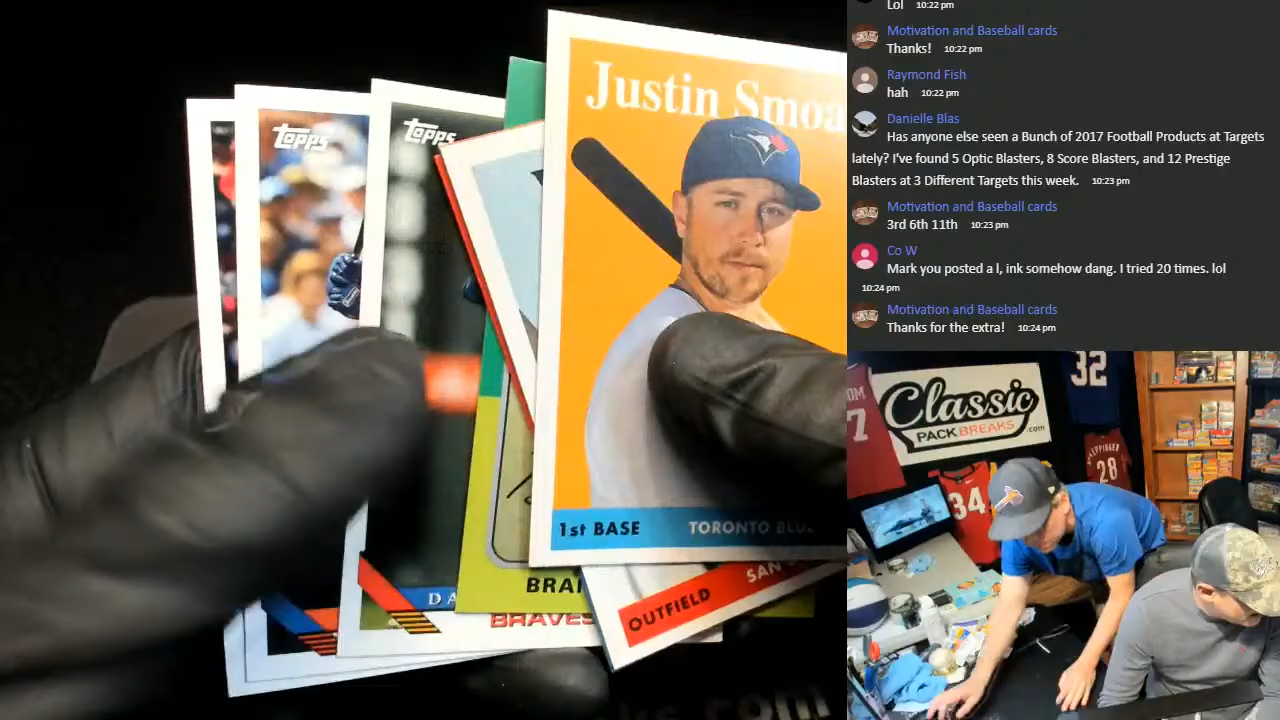 Lol 10:22 pm
Motivation and Baseball cards
Thanks! 10:22 pm
Raymond Fish
hah 10:22 pm
Danielle Blas
Has anyone else seen a Bunch of 2017 Football Products at Targets
lately? I've found 5 Optic Blasters, 8 Score Blasters, and 12 Prestige
Blasters at 3 Different Targets this week. 10:23 pm
Motivation and Baseball cards
3rd 6th 11th 10:23 pm
Co W
Mark you posted a l, ink somehow dang. I tried 20 times. lol
10:24 pm
Motivation and Baseball cards
Thanks for the extra! 10:24 pm
Justin Smoa
Topps
Topps
1st BASE TORONTO BLU
DA
BRA
BRAVES
OUTFIELD SAN
Classic
PACK BREAKS.com
32
7
34
28